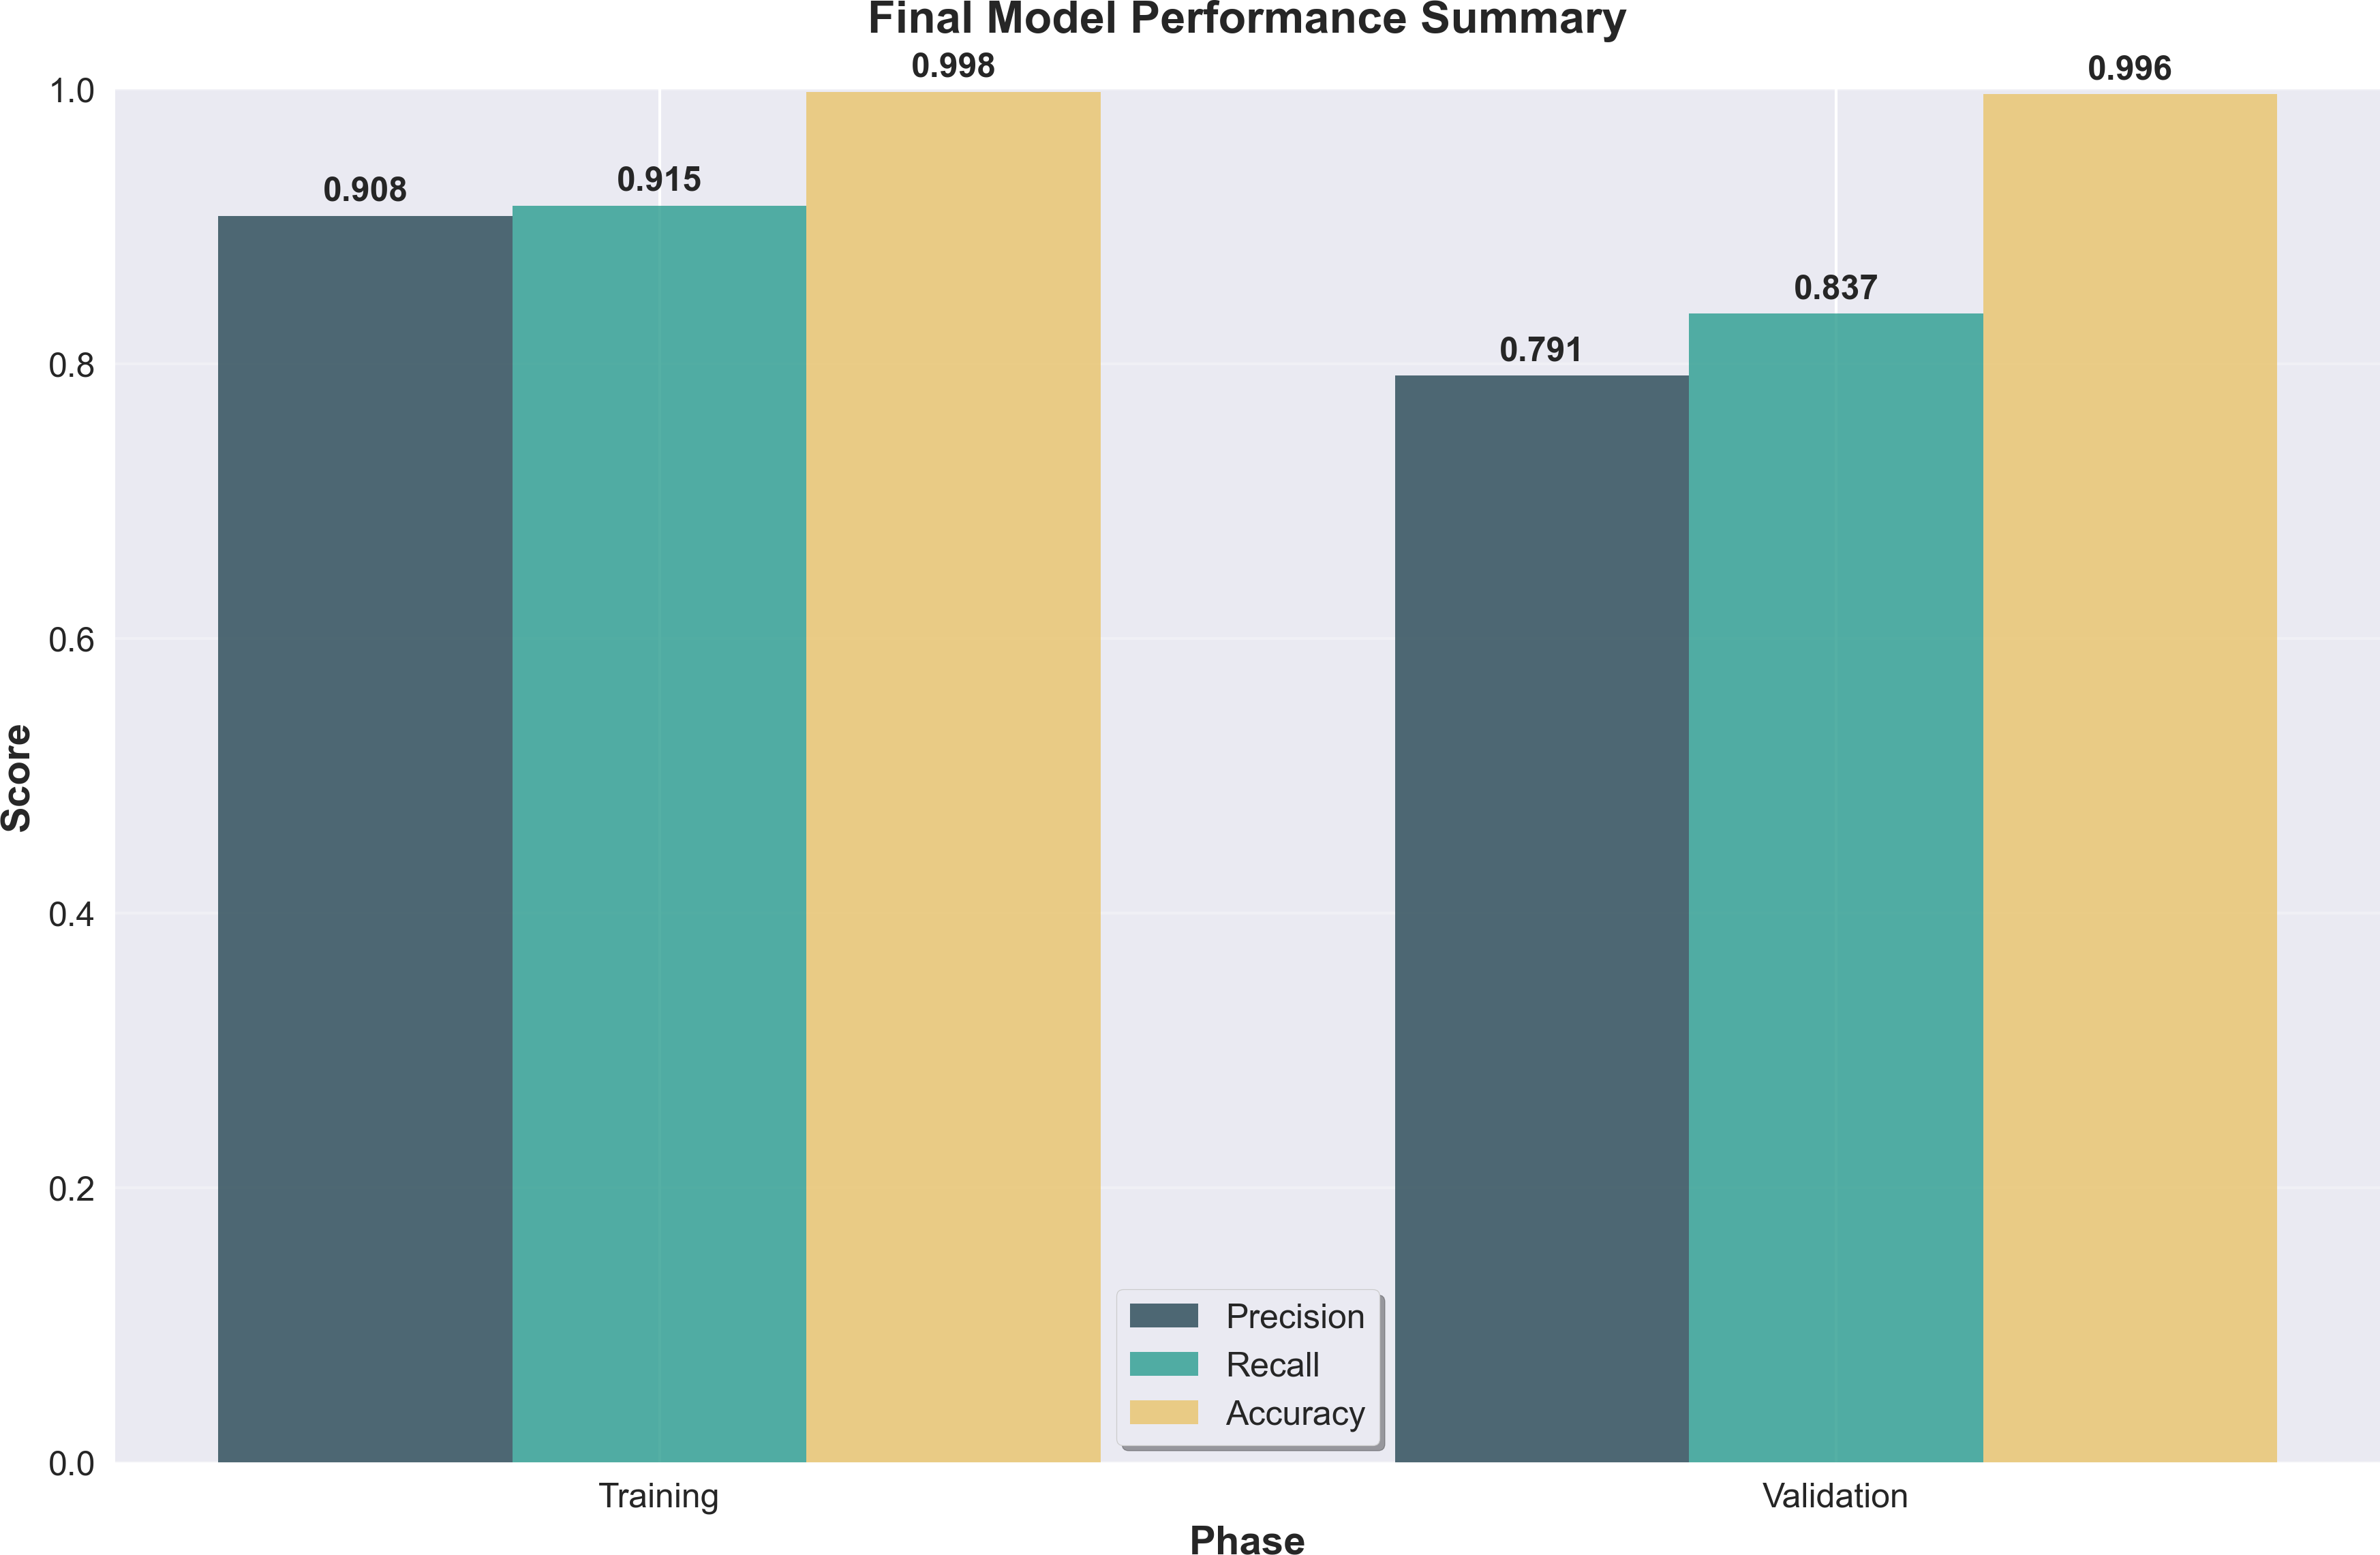 Final Model Performance Summary
0.998
0.996
1.0
0.908
0.915
0.837
0.791
0.8
0.6
Score
0.4
0.2
Precision
Recall
Accuracy
0.0
Training
Validation
Phase